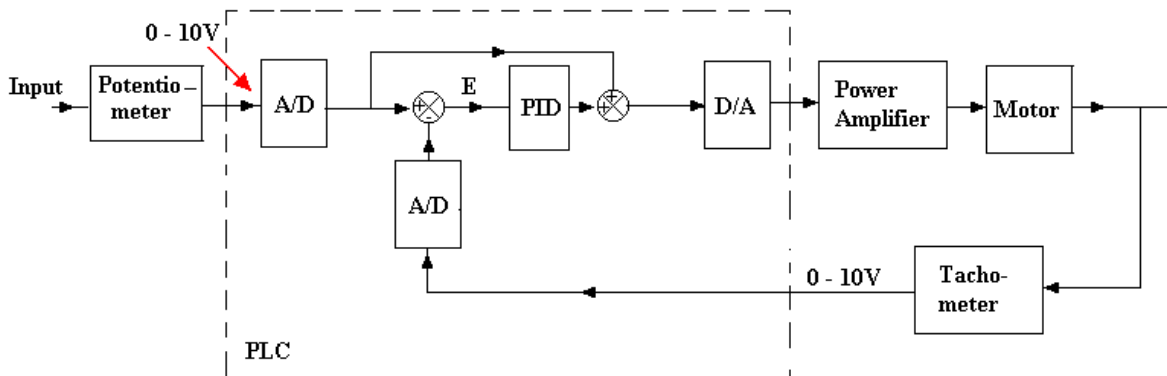 0 - 10V
Input
Potentio-
meter
A/D
+
-
E
PID
+
+
D/A
Power
Amplifier
Motor
A/D
0 - 10V
Tacho-
meter
PLC